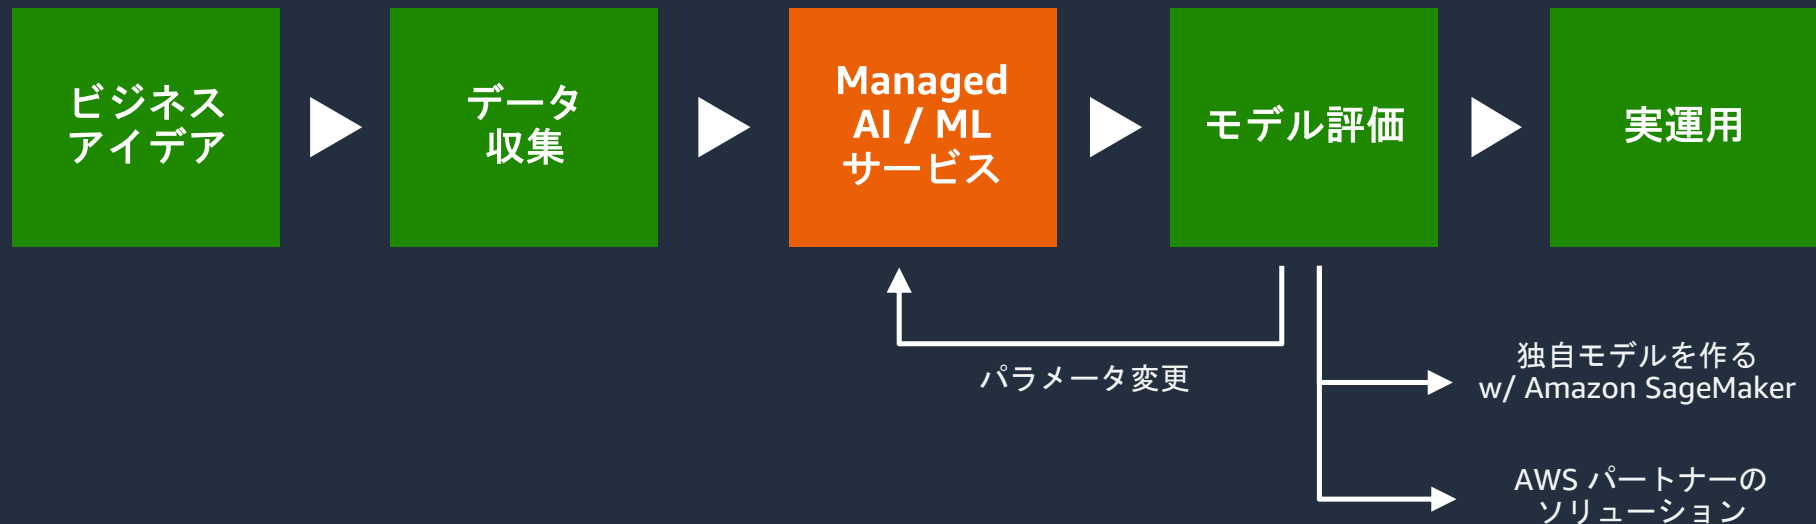 ビジネス
アイデア
データ
収集
Managed
AI / ML
サービス
モデル評価
実運用
パラメータ変更
独自モデルを作る
w/ Amazon SageMaker
AWS パートナーの
ソリューション